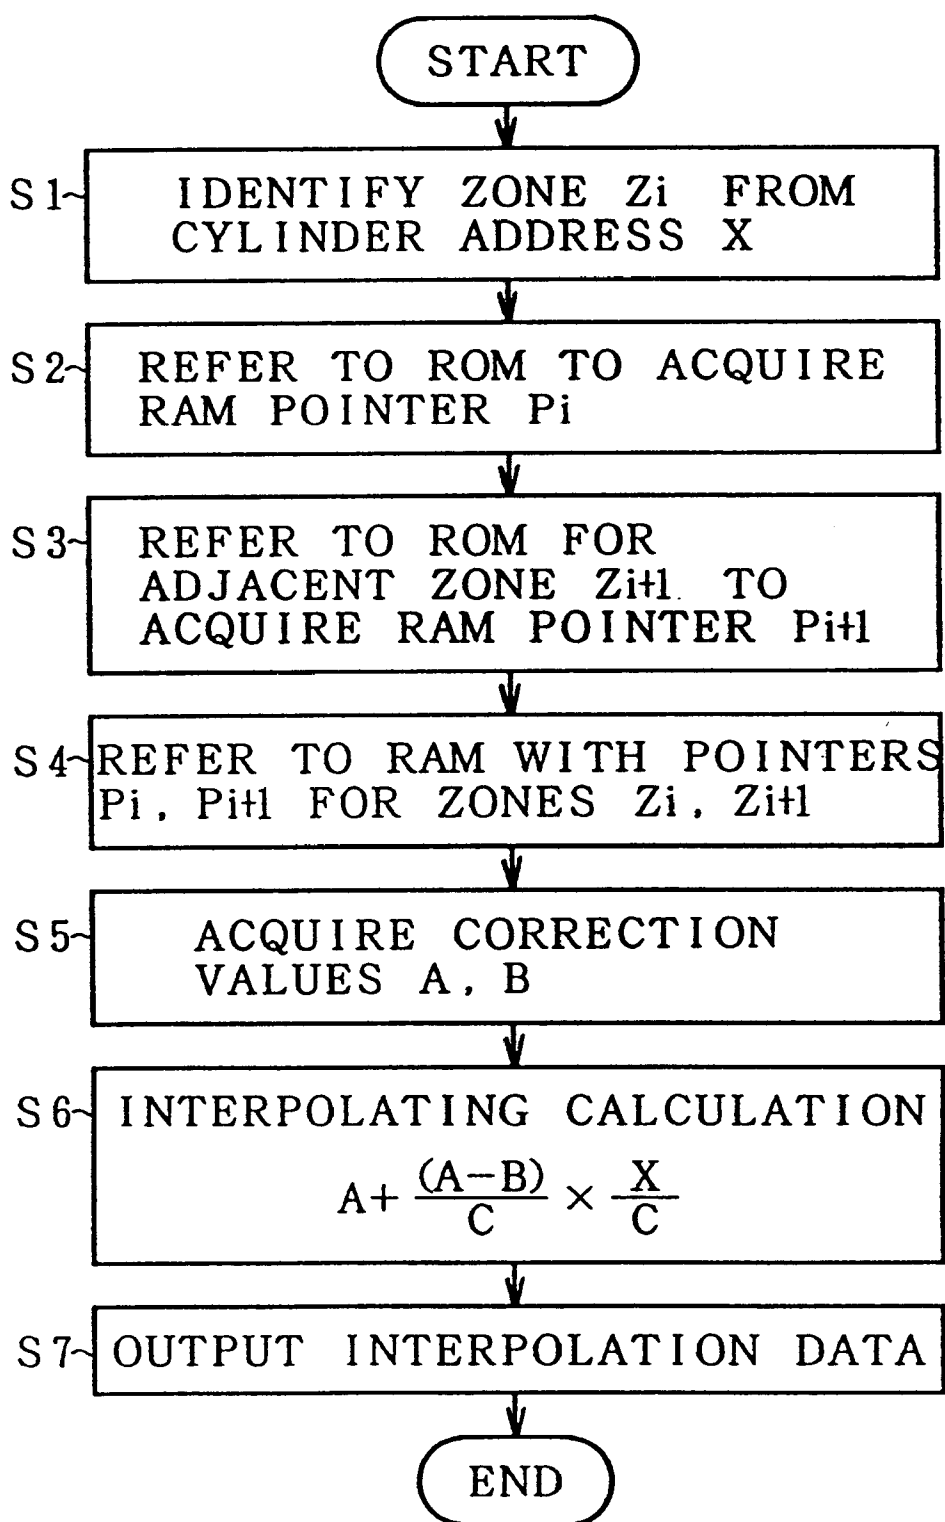 START
S1 IDENTIFY ZONE Zi FROM
CYLINDER ADDRESS X
S2 REFER TO ROM TO ACQUIRE
RAM POINTER Pi
S3 REFER TO ROM FOR
ADJACENT ZONE Zi+1 TO
ACQUIRE RAM POINTER Pi+1
S4 REFER TO RAM WITH POINTERS
Pi, Pi+1 FOR ZONES Zi, Zi+1
S5 ACQUIRE CORRECTION
VALUES A, B
S6 INTERPOLATING CALCULATION
A+ (A-B)/C × X/C
S7 OUTPUT INTERPOLATION DATA
END